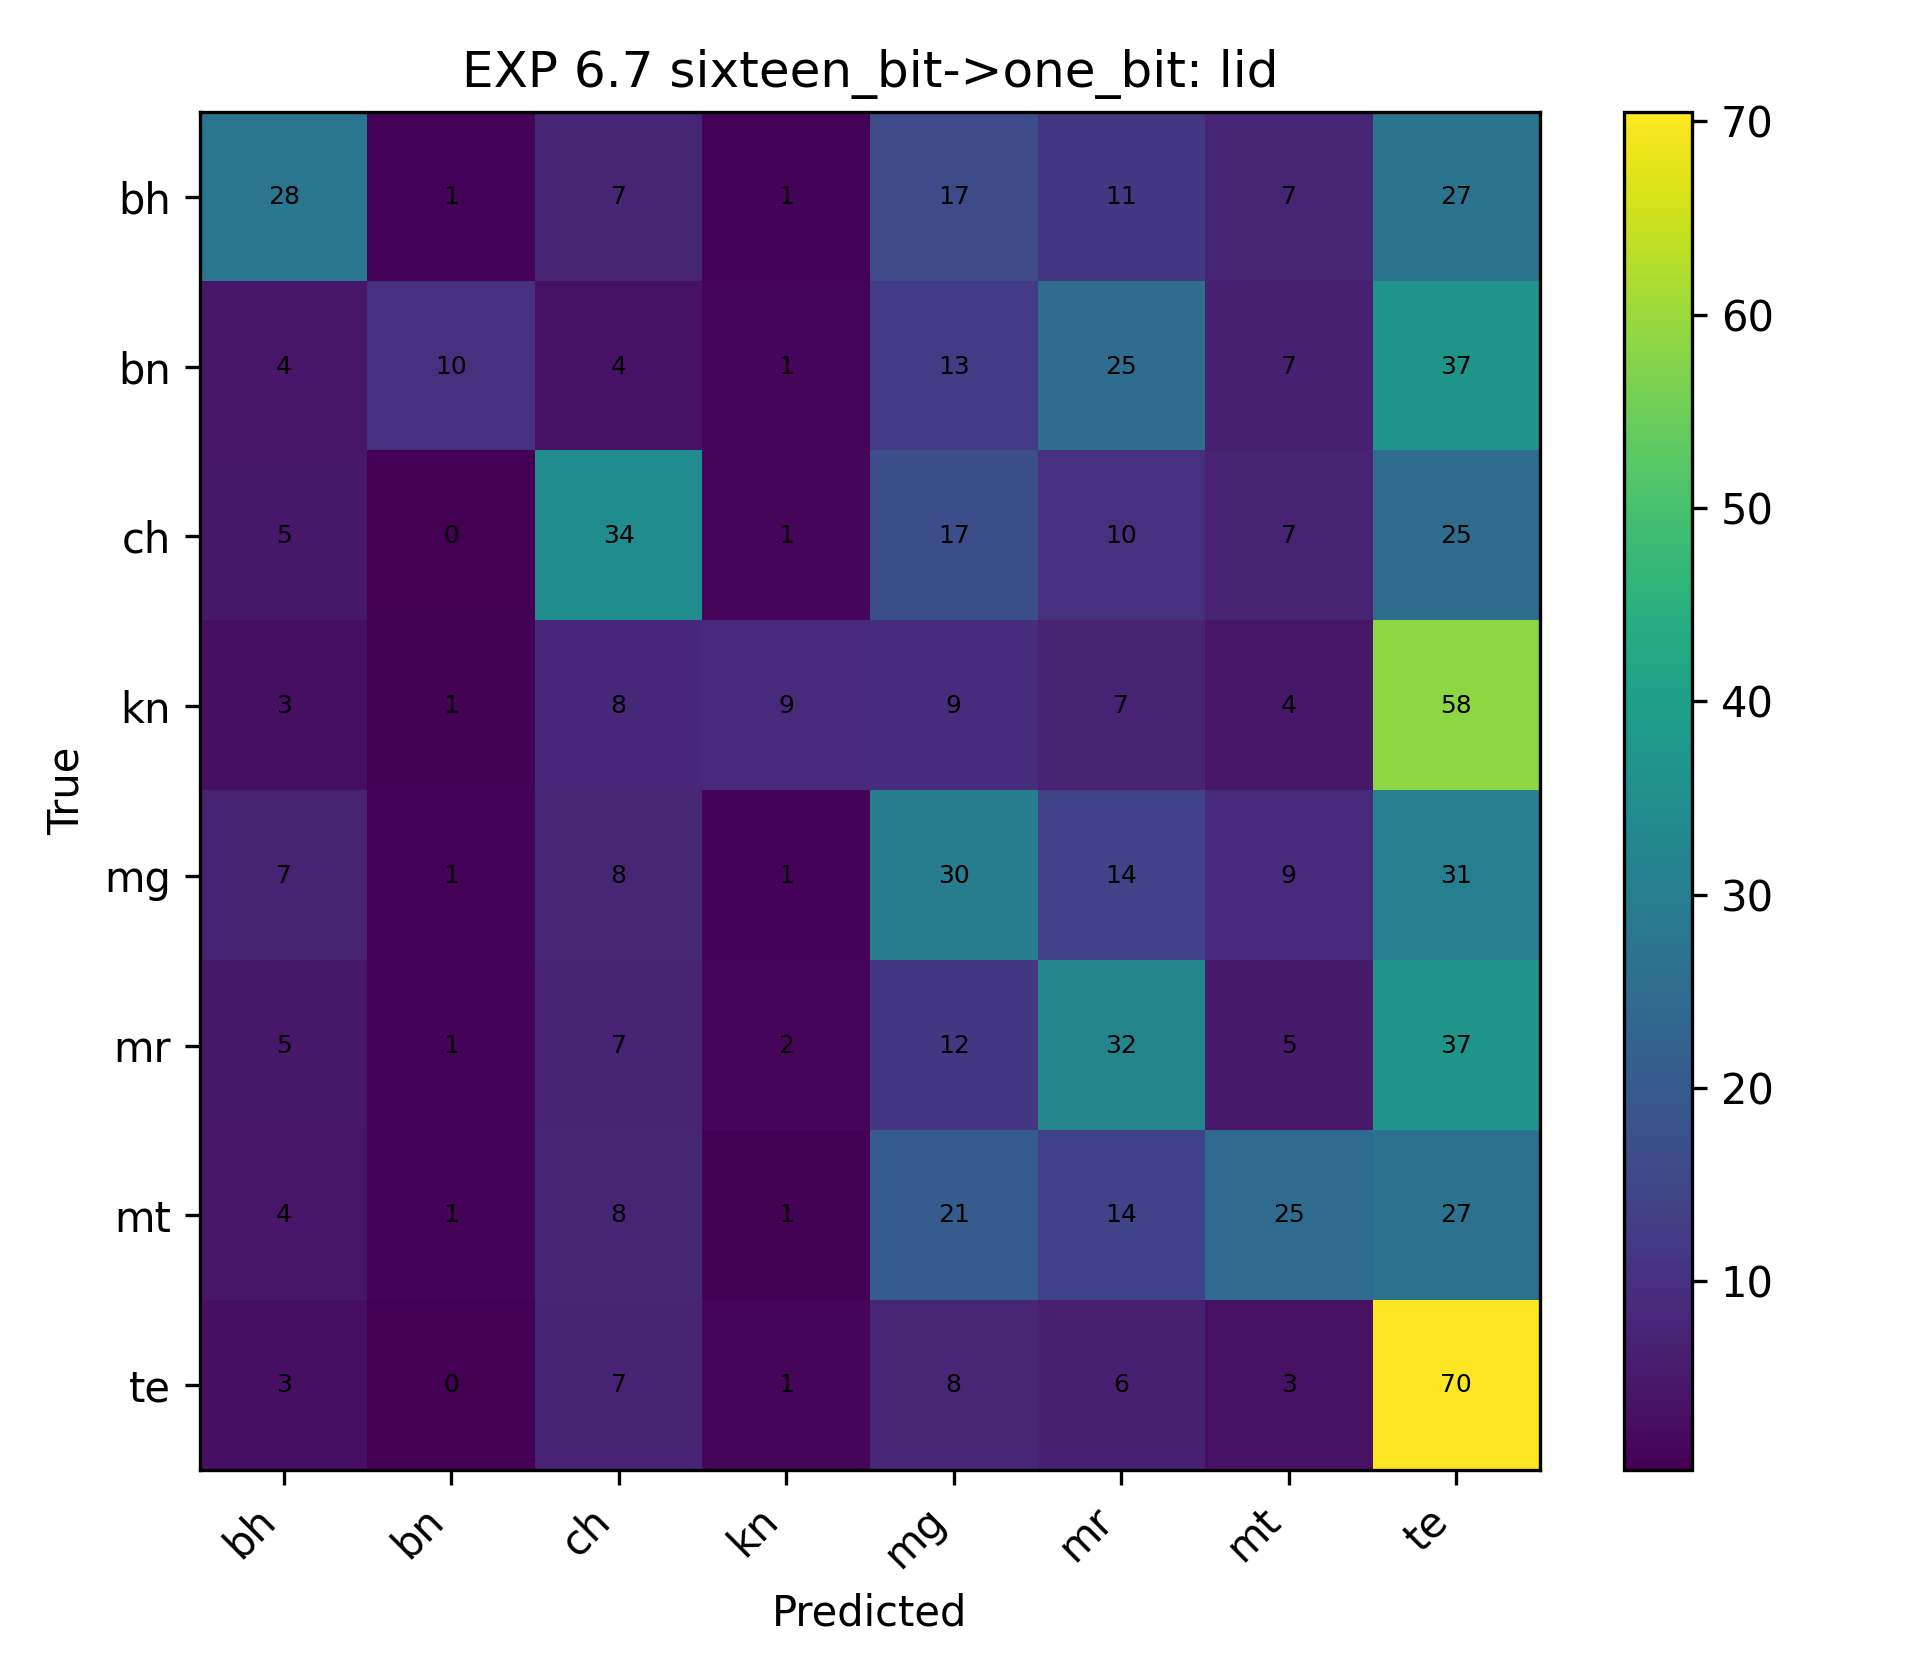 EXP 6.7 sixteen_bit->one_bit: lid
bh 28 1 7 1 17 11 7 27
bn 4 10 4 1 13 25 7 37
ch 5 0 34 1 17 10 7 25
kn 3 1 8 9 9 7 4 58
mg 7 1 8 1 30 14 9 31
mr 5 1 7 2 12 32 5 37
mt 4 1 8 1 21 14 25 27
te 3 0 7 1 8 6 3 70
bh bn ch kn mg mr mt te
Predicted
True
70
60
50
40
30
20
10